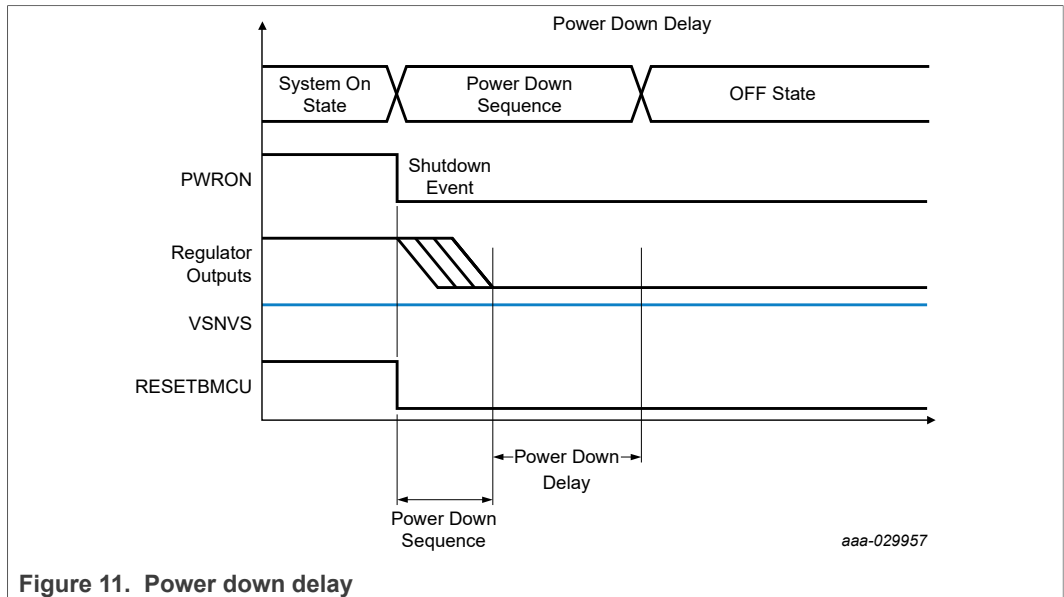 Power Down Delay
System On
State
Power Down
Sequence
OFF State
PWRON
Shutdown
Event
Regulator
Outputs
VSNVS
RESETBMCU
Power Down
Delay
Power Down
Sequence
aaa-029957
Figure 11. Power down delay